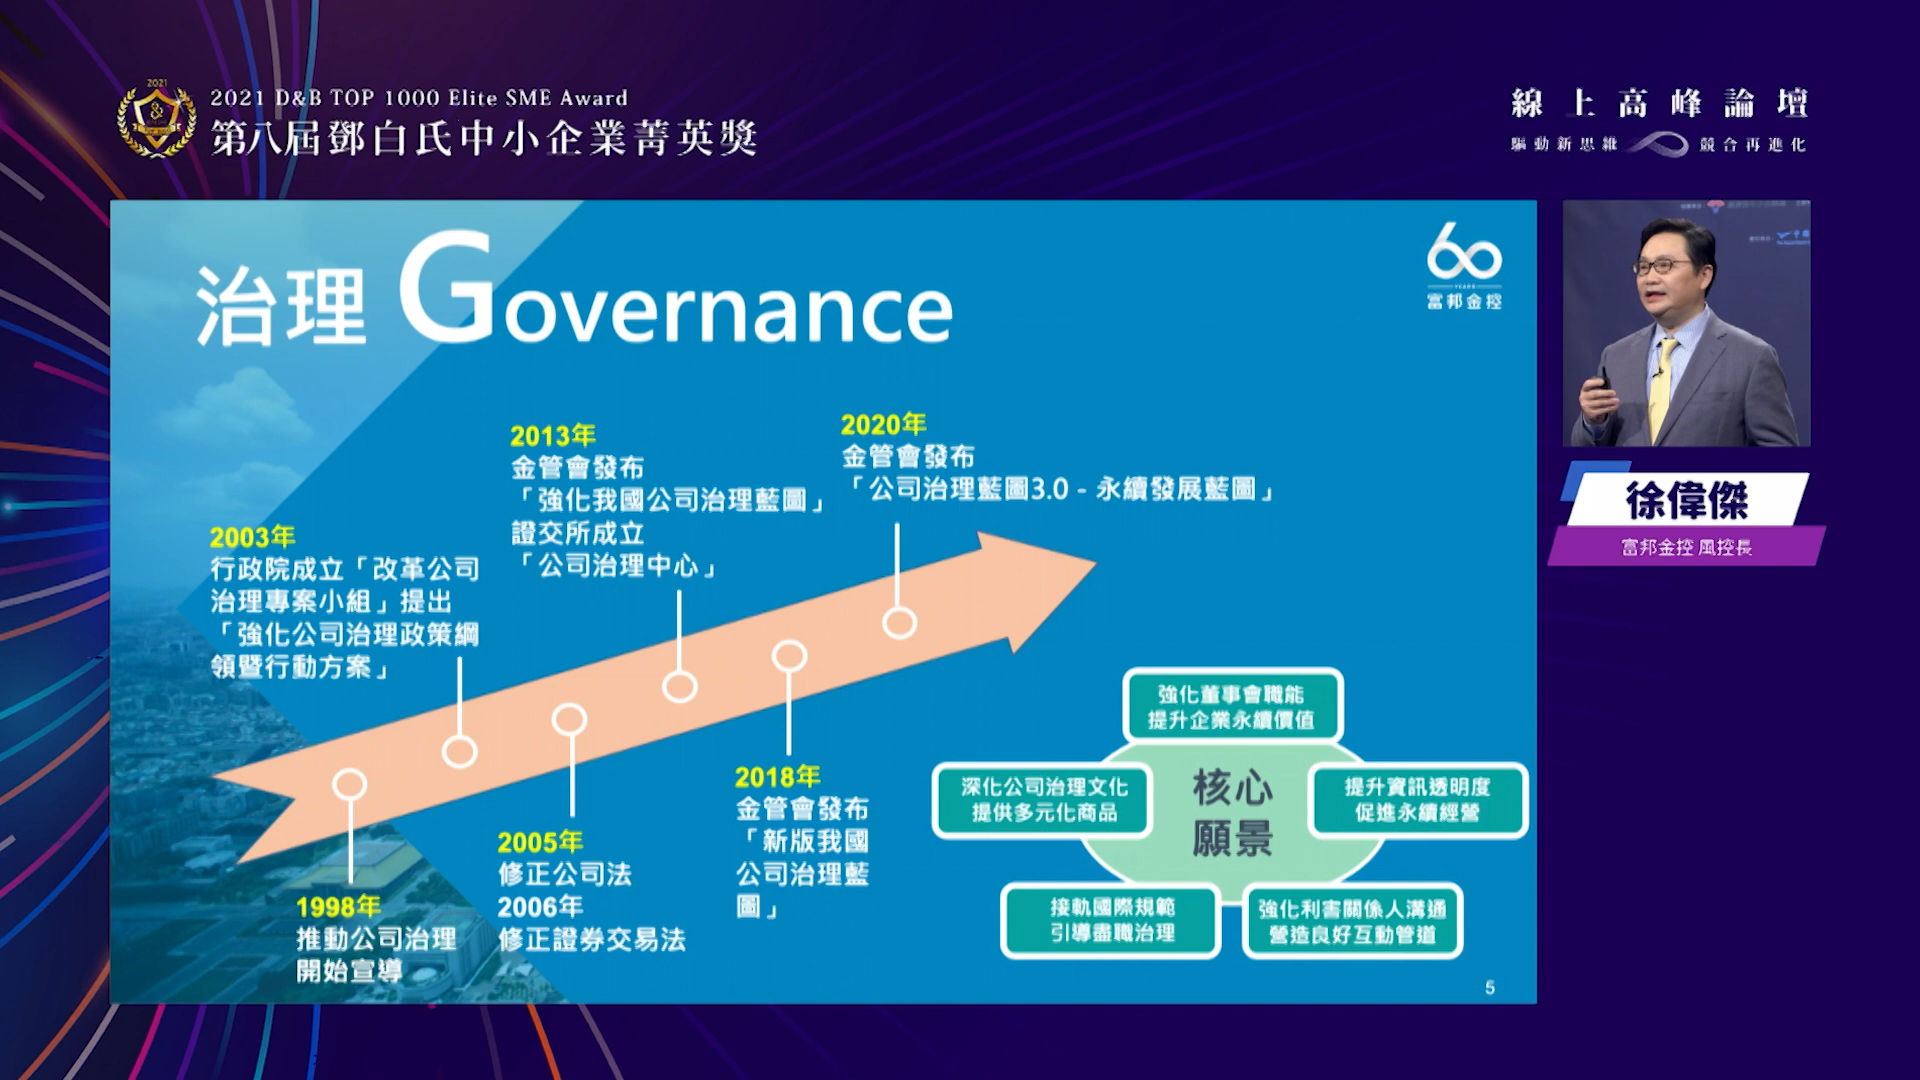 2021
2021 D&B TOP 1000 Elite SME Award
第八屆鄧白氏中小企業菁英獎
線上高峰論壇
驅動新思維 競合再進化
治理 Governance
60
YEARS
富邦金控
2003年
行政院成立「改革公司
治理專案小組」提出
「強化公司治理政策綱
領暨行動方案」
2013年
金管會發布
「強化我國公司治理藍圖」
證交所成立
「公司治理中心」
2020年
金管會發布
「公司治理藍圖3.0 - 永續發展藍圖」
1998年
推動公司治理
開始宣導
2005年
修正公司法
2006年
修正證券交易法
2018年
金管會發布
「新版我國
公司治理藍
圖」
強化董事會職能
提升企業永續價值
深化公司治理文化
提供多元化商品
核心
願景
提升資訊透明度
促進永續經營
接軌國際規範
引導盡職治理
強化利害關係人溝通
營造良好互動管道
5
徐偉傑
富邦金控 風控長